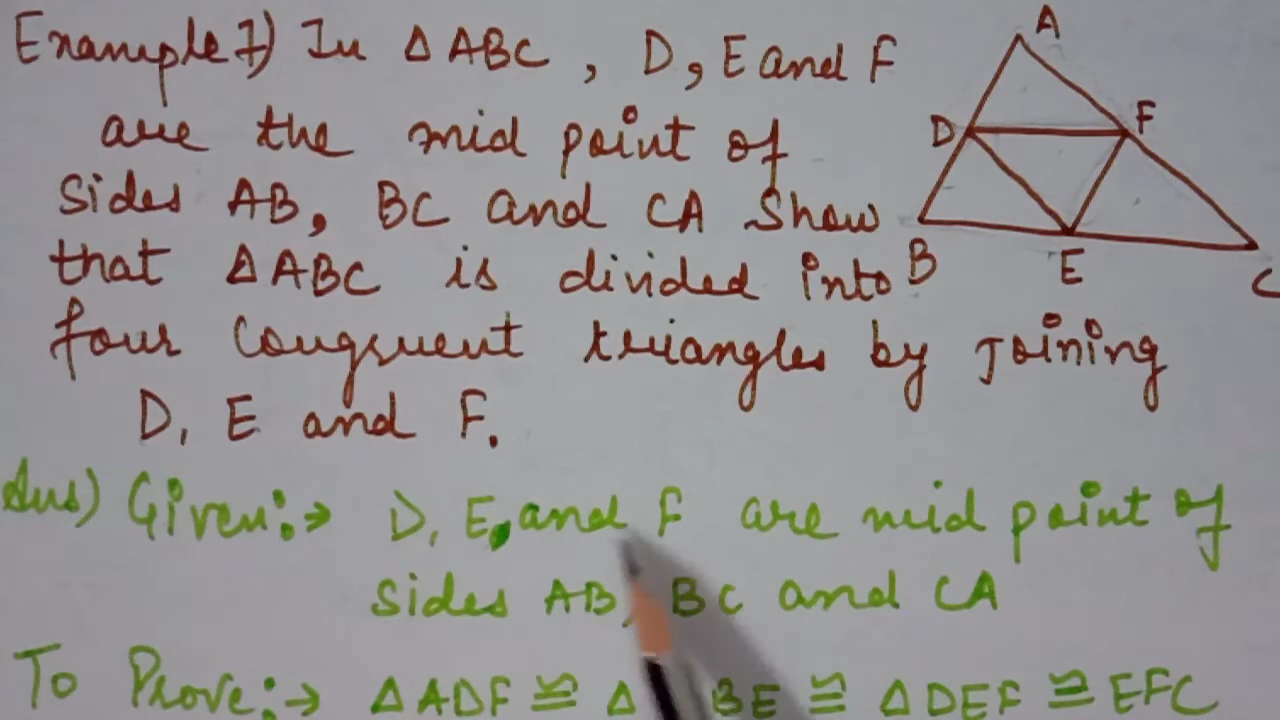 Example 7) In Δ ABC, D, E and F
are the mid point of
sides AB, BC and CA Show
that Δ ABC is divided into
four congruent triangles by Joining
D, E and F.
A
D
F
B
E
C
Ans) Given:→ D, E, and F are mid point of
sides AB, BC and CA
To Prove:→ Δ ADF ≅ Δ BE ≅ Δ DEF ≅ EFC